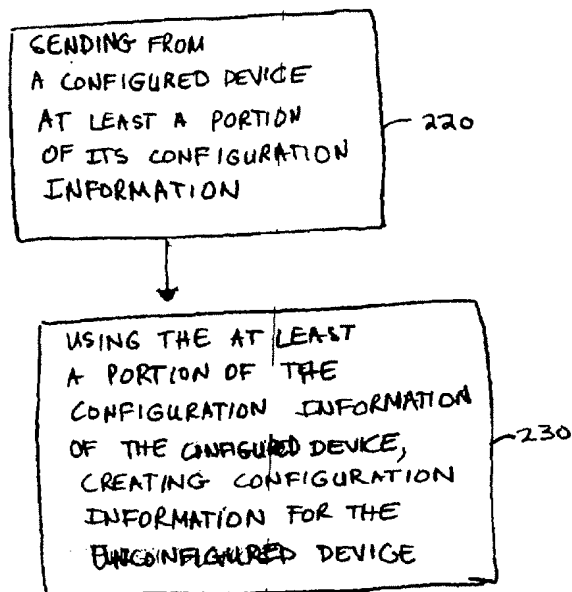 SENDING FROM
A CONFIGURED DEVICE
AT LEAST A PORTION
OF ITS CONFIGURATION
INFORMATION
220
USING THE AT LEAST
A PORTION OF THE
CONFIGURATION INFORMATION
OF THE CONFIGURED DEVICE,
CREATING CONFIGURATION
INFORMATION FOR THE
UNCONFIGURED DEVICE
230